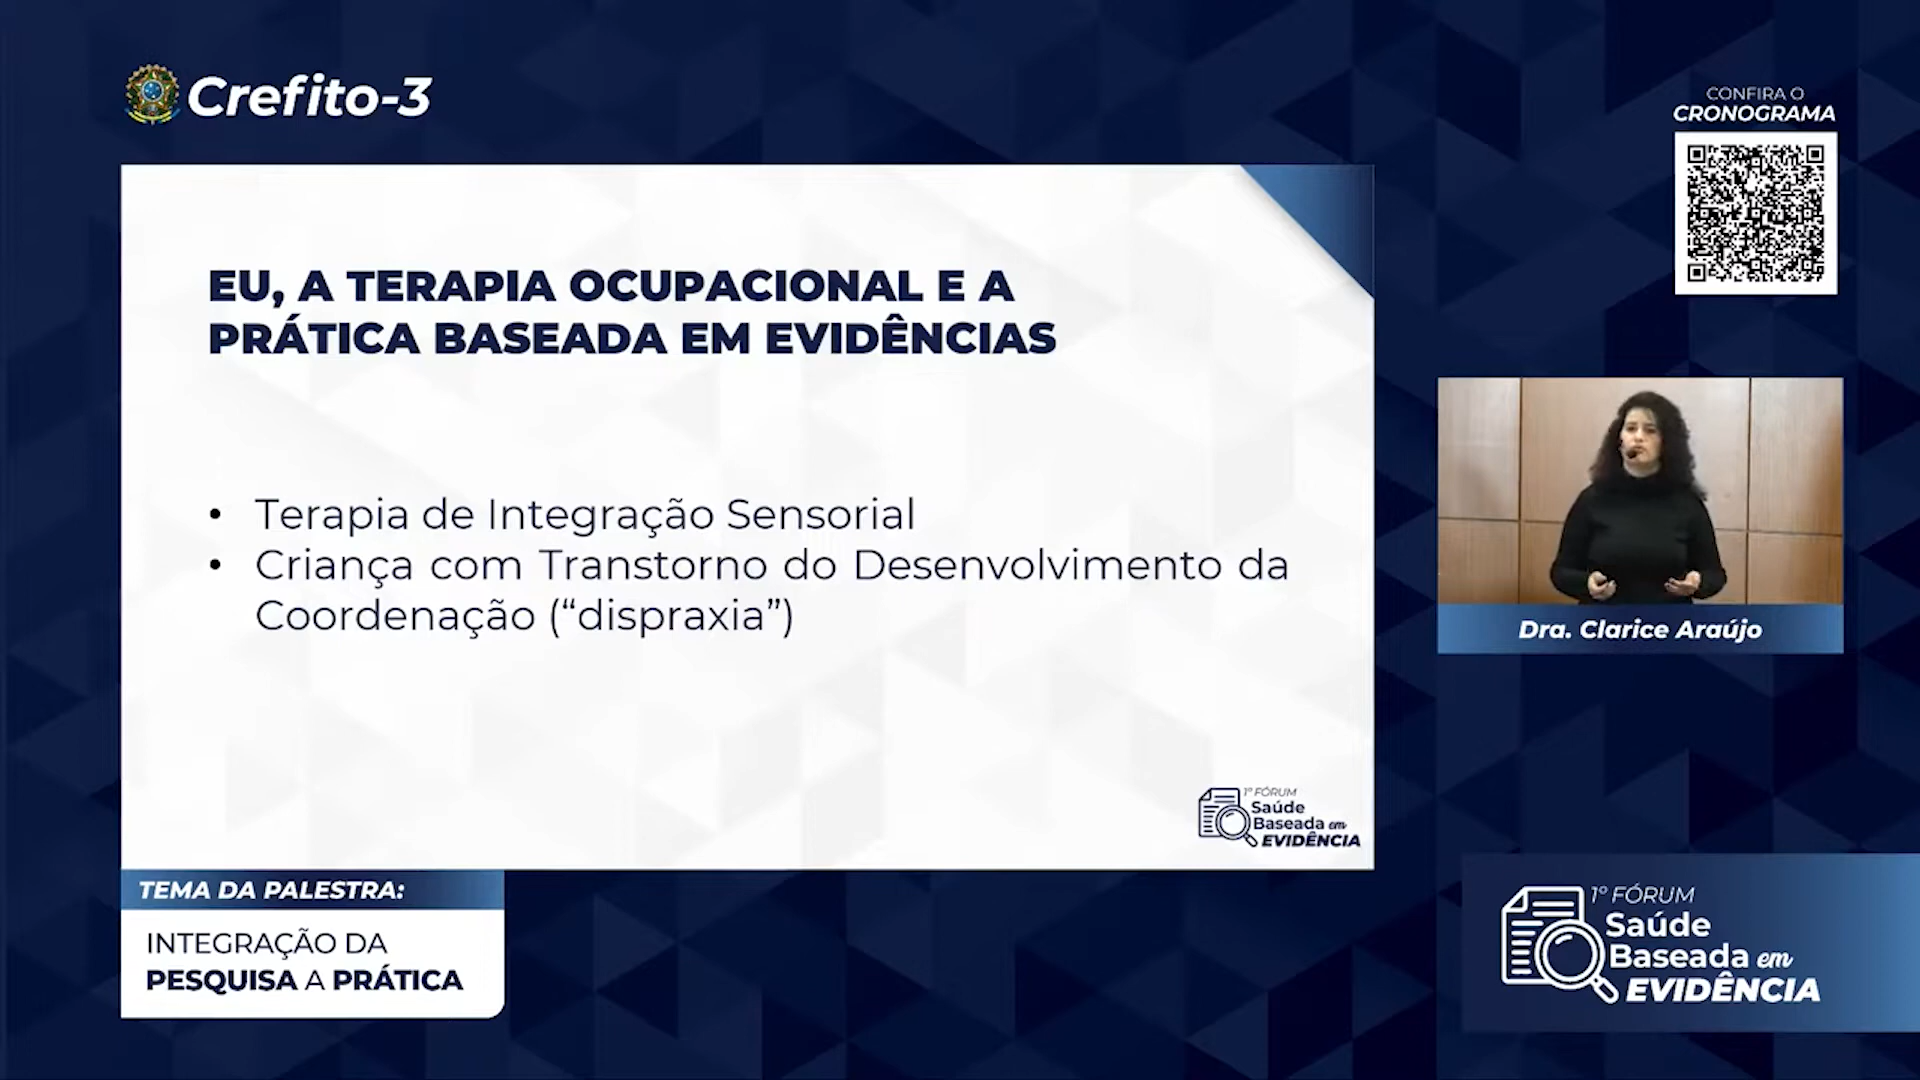 Crefito-3
CONFIRA O
CRONOGRAMA
EU, A TERAPIA OCUPACIONAL E A
PRÁTICA BASEADA EM EVIDÊNCIAS
• Terapia de Integração Sensorial
• Criança com Transtorno do Desenvolvimento da
Coordenação (“dispraxia”)
1º FÓRUM
Saúde
Baseada em
EVIDÊNCIA
Dra. Clarice Araújo
TEMA DA PALESTRA:
INTEGRAÇÃO DA
PESQUISA A PRÁTICA
1º FÓRUM
Saúde
Baseada em
EVIDÊNCIA